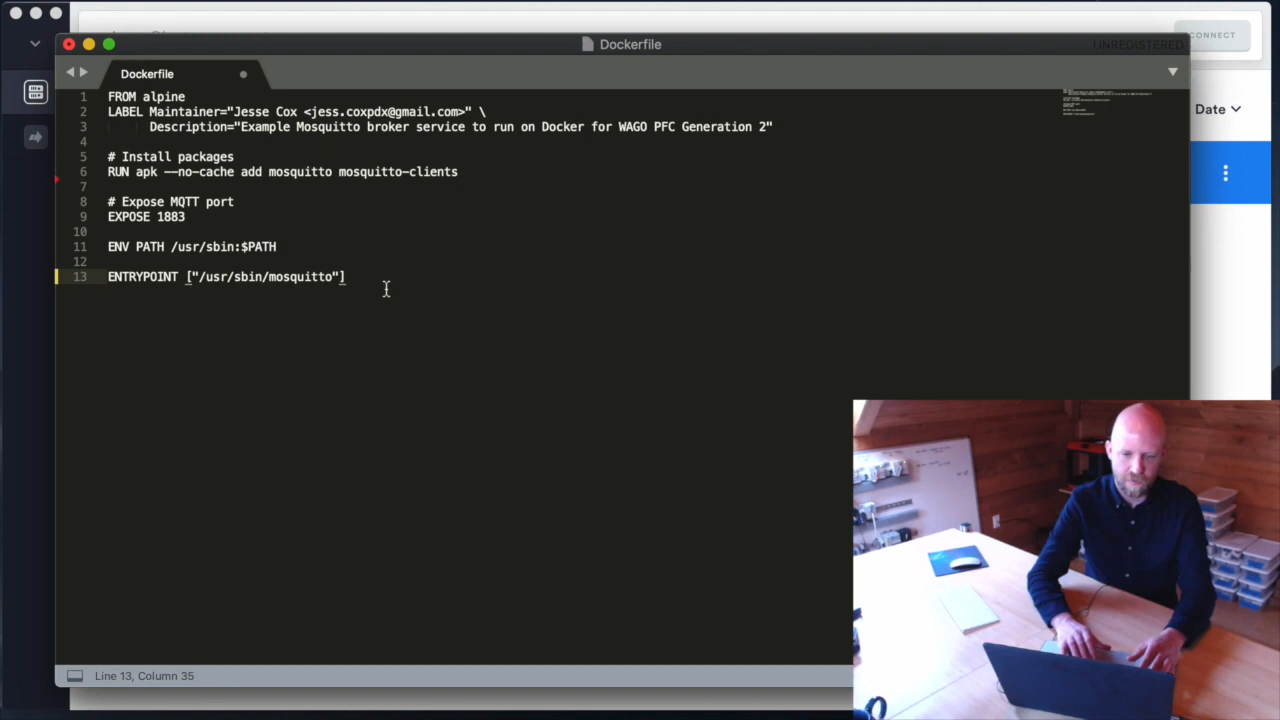 CONNECT
Dockerfile
UNREGISTERED
Dockerfile
Date
1 FROM alpine
2 LABEL Maintainer="Jesse Cox <jess.coxpdx@gmail.com>" \
3 Description="Example Mosquitto broker service to run on Docker for WAGO PFC Generation 2"
4
5 # Install packages
6 RUN apk --no-cache add mosquitto mosquitto-clients
7
8 # Expose MQTT port
9 EXPOSE 1883
10
11 ENV PATH /usr/sbin:$PATH
12
13 ENTRYPOINT ["/usr/sbin/mosquitto"]
Line 13, Column 35